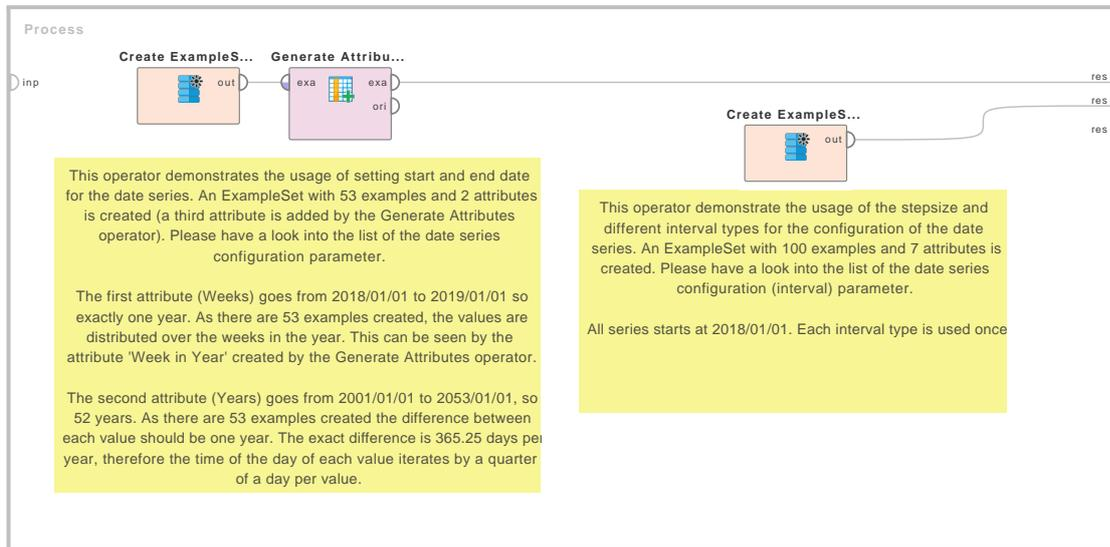 Process
Create ExampleS...
Generate Attribu...
inp
out
exa
exa
ori
res
res
res
Create ExampleS...
out
This operator demonstrates the usage of setting start and end date
for the date series. An ExampleSet with 53 examples and 2 attributes
is created (a third attribute is added by the Generate Attributes
operator). Please have a look into the list of the date series
configuration parameter.
The first attribute (Weeks) goes from 2018/01/01 to 2019/01/01 so
exactly one year. As there are 53 examples created, the values are
distributed over the weeks in the year. This can be seen by the
attribute 'Week in Year' created by the Generate Attributes operator.
The second attribute (Years) goes from 2001/01/01 to 2053/01/01, so
52 years. As there are 53 examples created the difference between
each value should be one year. The exact difference is 365.25 days per
year, therefore the time of the day of each value iterates by a quarter
of a day per value.
This operator demonstrate the usage of the stepsize and
different interval types for the configuration of the date
series. An ExampleSet with 100 examples and 7 attributes is
created. Please have a look into the list of the date series
configuration (interval) parameter.
All series starts at 2018/01/01. Each interval type is used once